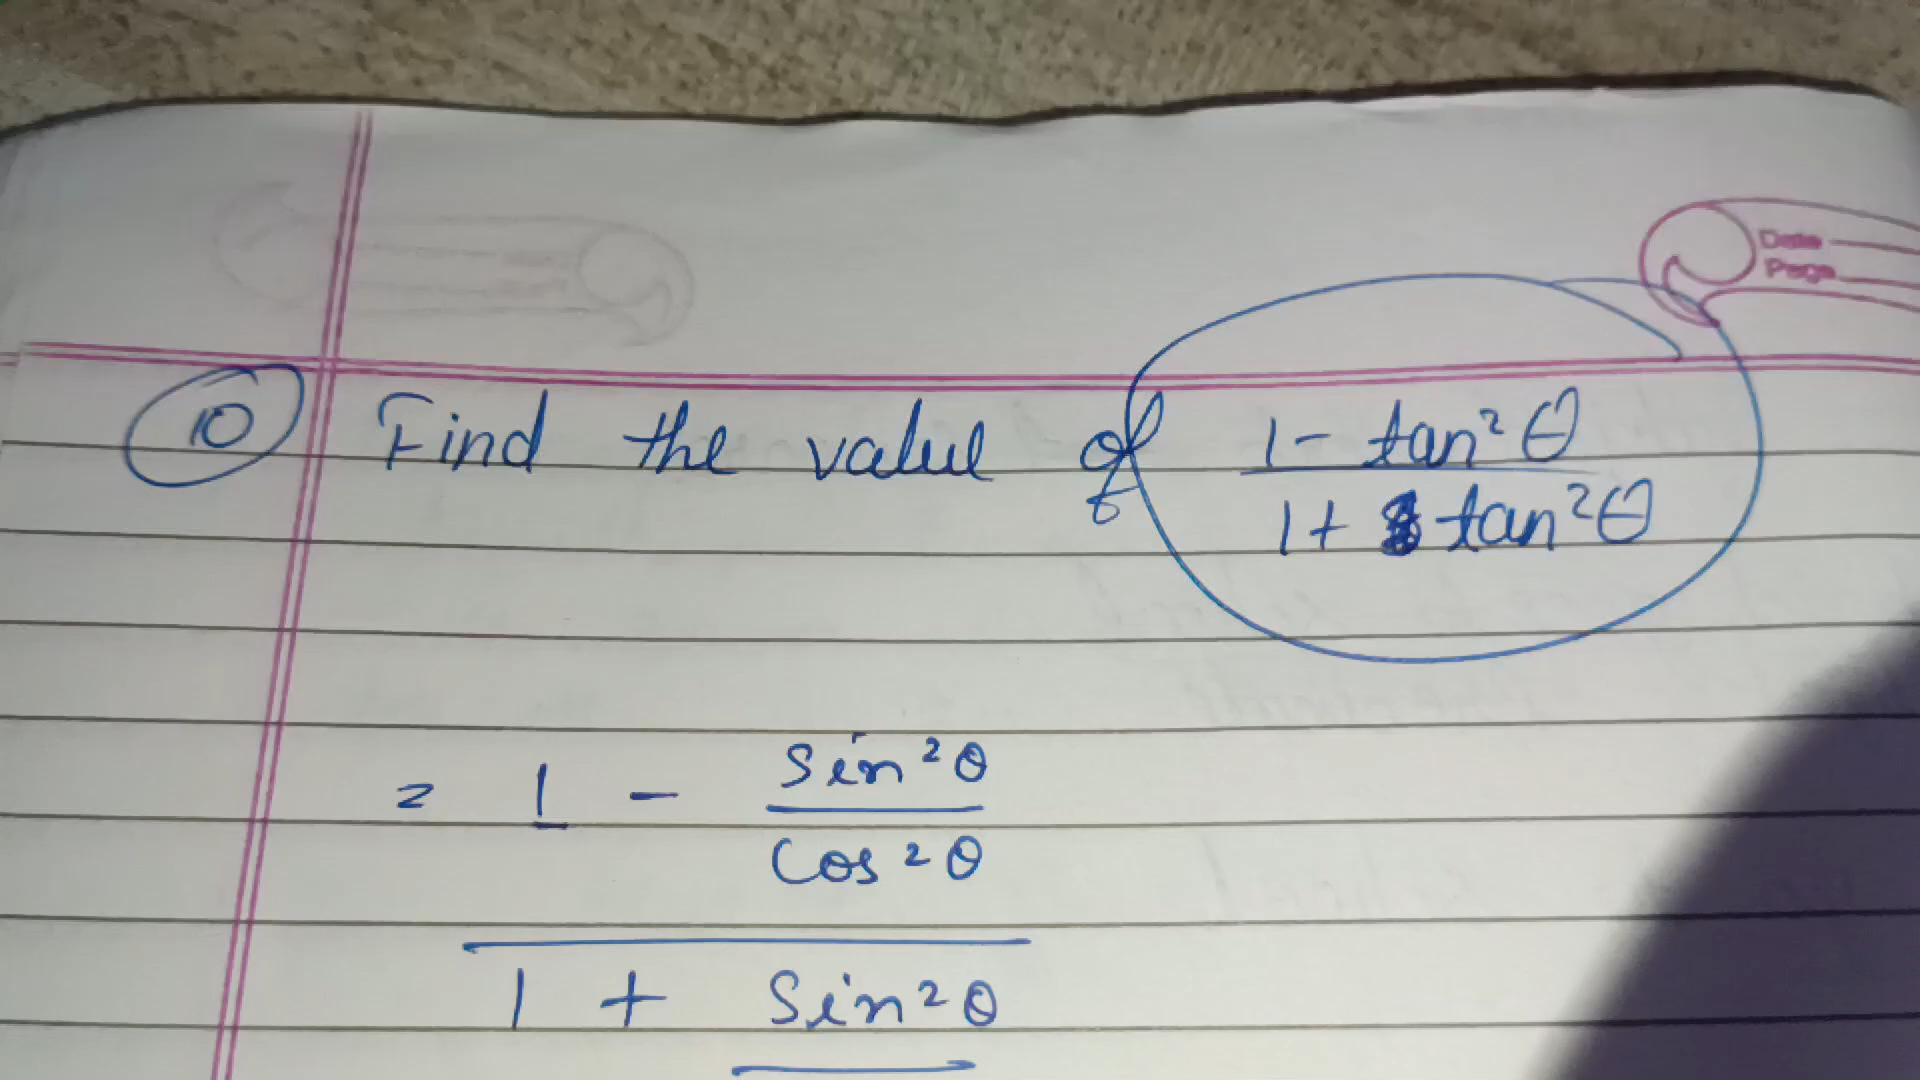 Date
Page
10 Find the value of 1 - tan²θ
1 + tan²θ
= 1 - sin²θ
cos²θ
1 + sin²θ